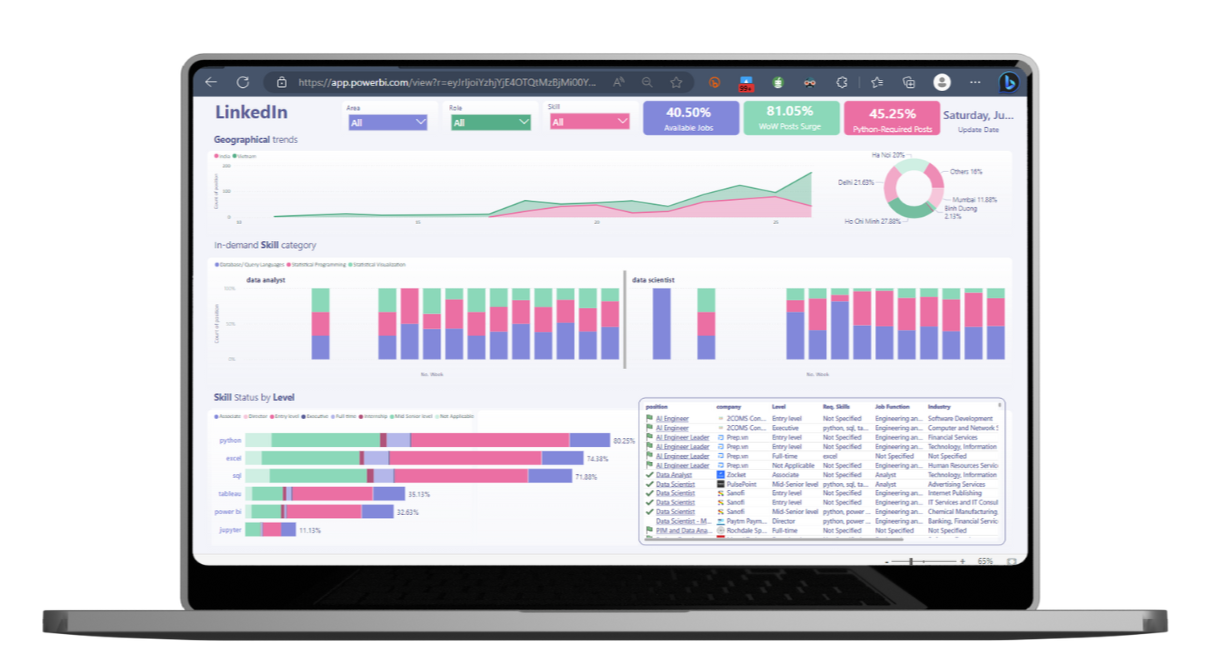 https://app.powerbi.com/view?r=eyJrIjoiYzhjYjE4OTQtMzBjMi00Y...
99+
LinkedIn
Area
All
Role
All
Skill
All
40.50%
Available Jobs
81.05%
WoW Posts Surge
45.25%
Python-Required Posts
Saturday, Ju...
Update Date
Geographical trends
India Vietnam
Count of position
200
100
0
Ha Noi 20%
Others 16%
Delhi 21.63%
Mumbai 11.88%
Binh Duong
2.13%
Ho Chi Minh 27.88%
In-demand Skill category
Database/Query Languages Statistical Programming Statistical Visualization
data analyst
data scientist
Count of position
100%
50%
0%
No. Week
No. Week
Skill Status by Level
Associate Director Entry level Executive Full-time Internship Mid-Senior level Not Applicable
python 80.25%
excel 74.38%
sql 71.88%
tableau 35.13%
power bi 32.63%
jupyter 11.13%
position company Level Req. Skills Job Function Industry
AI Engineer 2COMS Con... Entry level Not Specified Engineering an... Software Development
AI Engineer 2COMS Con... Executive python, sql, ta... Engineering an... Computer and Network S
AI Engineer Leader Prep.vn Entry level Not Specified Engineering an... Financial Services
AI Engineer Leader Prep.vn Entry level Not Specified Engineering an... Technology, Information
AI Engineer Leader Prep.vn Full-time excel Not Specified Not Specified
AI Engineer Leader Prep.vn Not Applicable Not Specified Engineering an... Human Resources Servic
Data Analyst Zocket Associate Not Specified Analyst Technology, Information
Data Scientist PulsePoint Mid-Senior level python, sql, ta... Analyst Advertising Services
Data Scientist Sanofi Entry level Not Specified Engineering an... Internet Publishing
Data Scientist Sanofi Entry level Not Specified Engineering an... IT Services and IT Consul
Data Scientist Sanofi Mid-Senior level python, power ... Engineering an... Chemical Manufacturing,
Data Scientist - M... Paytm Paym... Director python, power ... Engineering an... Banking, Financial Servic
PIM and Data Ana... Rochdale Sp... Full-time Not Specified Not Specified Not Specified
65%